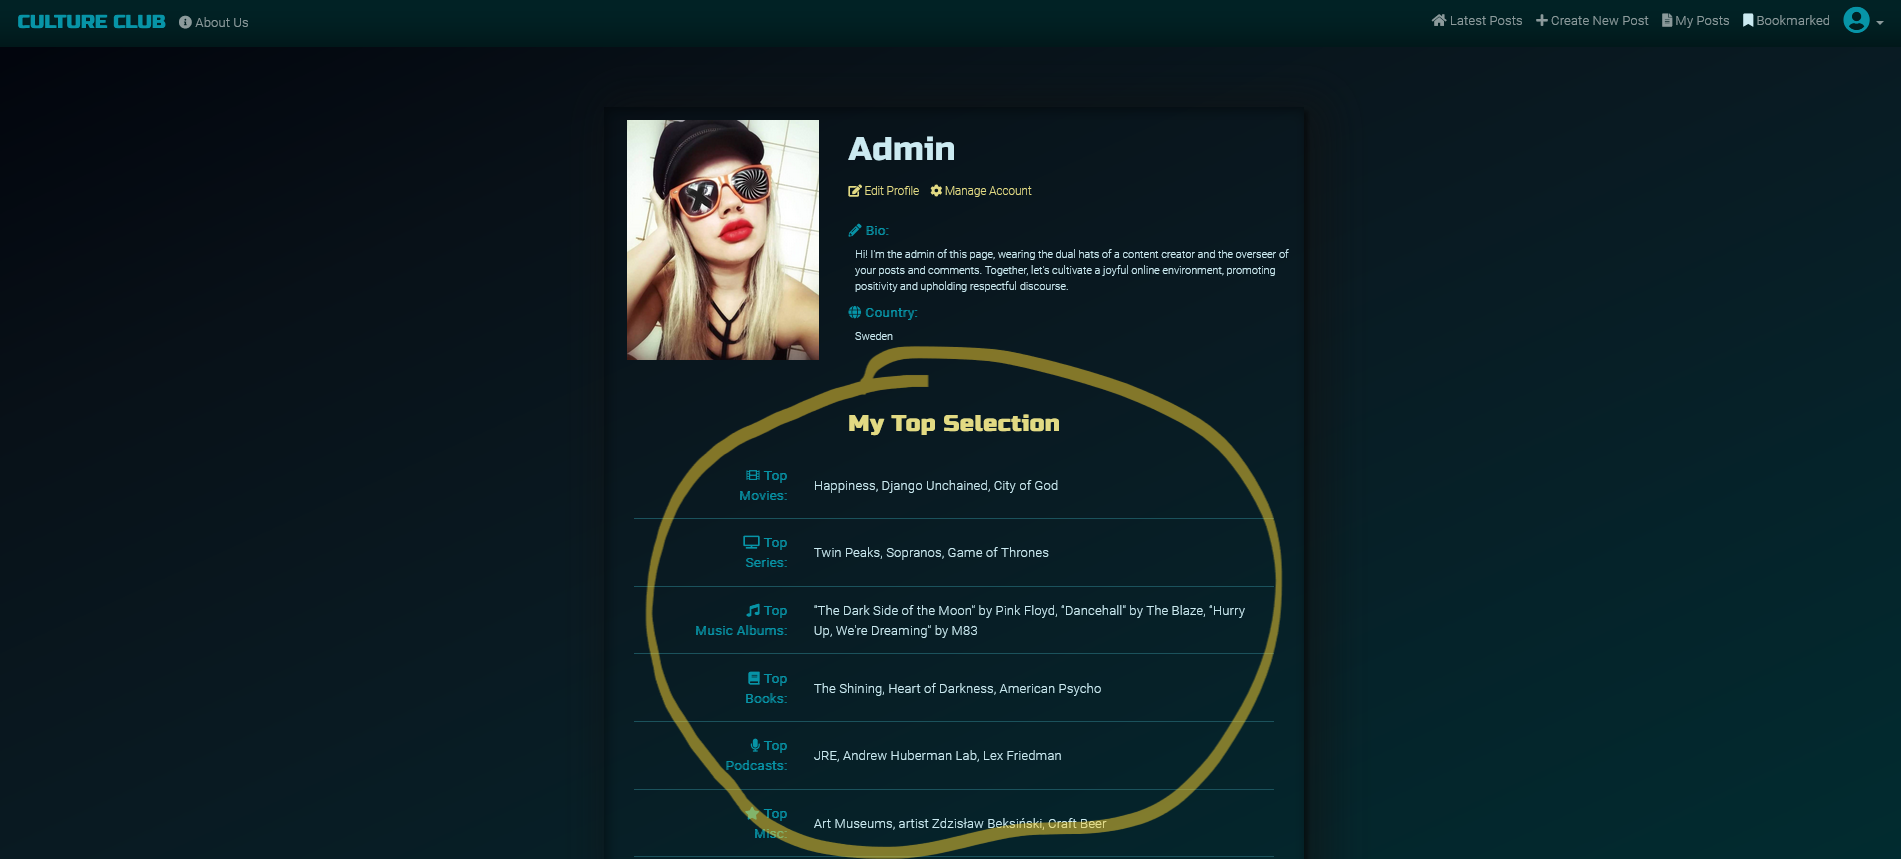 CULTURE CLUB
About Us
Latest Posts
Create New Post
My Posts
Bookmarked
Admin
Edit Profile
Manage Account
Bio:
Hi! I'm the admin of this page, wearing the dual hats of a content creator and the overseer of
your posts and comments. Together, let's cultivate a joyful online environment, promoting
positivity and upholding respectful discourse.
Country:
Sweden
My Top Selection
Top
Movies:
Happiness, Django Unchained, City of God
Top
Series:
Twin Peaks, Sopranos, Game of Thrones
Top
Music Albums:
“The Dark Side of the Moon” by Pink Floyd, “Dancehall” by The Blaze, “Hurry
Up, We're Dreaming” by M83
Top
Books:
The Shining, Heart of Darkness, American Psycho
Top
Podcasts:
JRE, Andrew Huberman Lab, Lex Friedman
Top
Misc:
Art Museums, artist Zdzisław Beksiński, Craft Beer